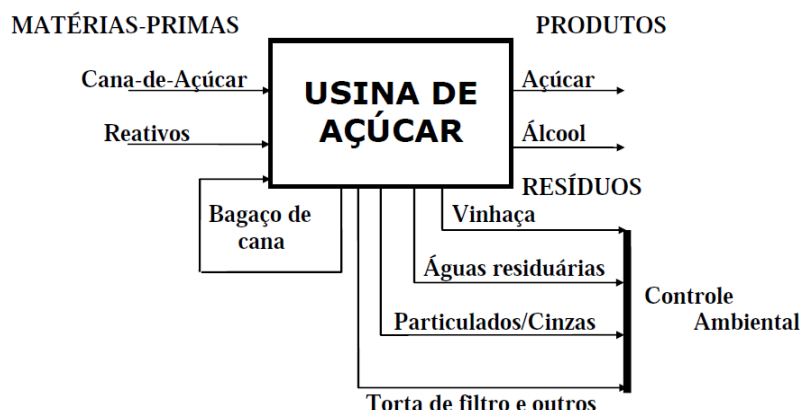 MATÉRIAS-PRIMAS
PRODUTOS
Cana-de-Açúcar
USINA DE
AÇÚCAR
Açúcar
Reativos
Álcool
RESÍDUOS
Bagaço de
cana
Vinhaça
Águas residuárias
Controle
Ambiental
Particulados/Cinzas
Torta de filtro e outros